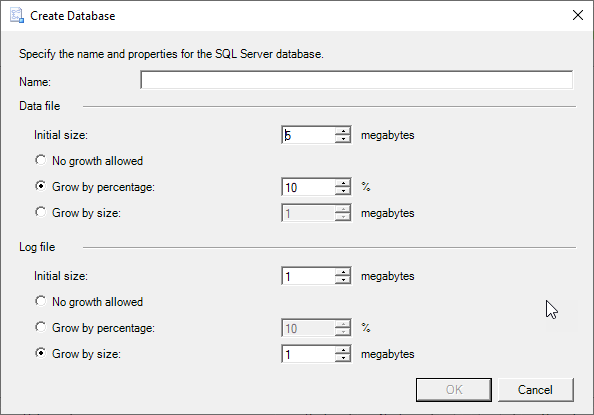 Create Database
Specify the name and properties for the SQL Server database.
Name:
Data file
Initial size: 5 megabytes
No growth allowed
Grow by percentage: 10 %
Grow by size: 1 megabytes
Log file
Initial size: 1 megabytes
No growth allowed
Grow by percentage: 10 %
Grow by size: 1 megabytes
OK Cancel